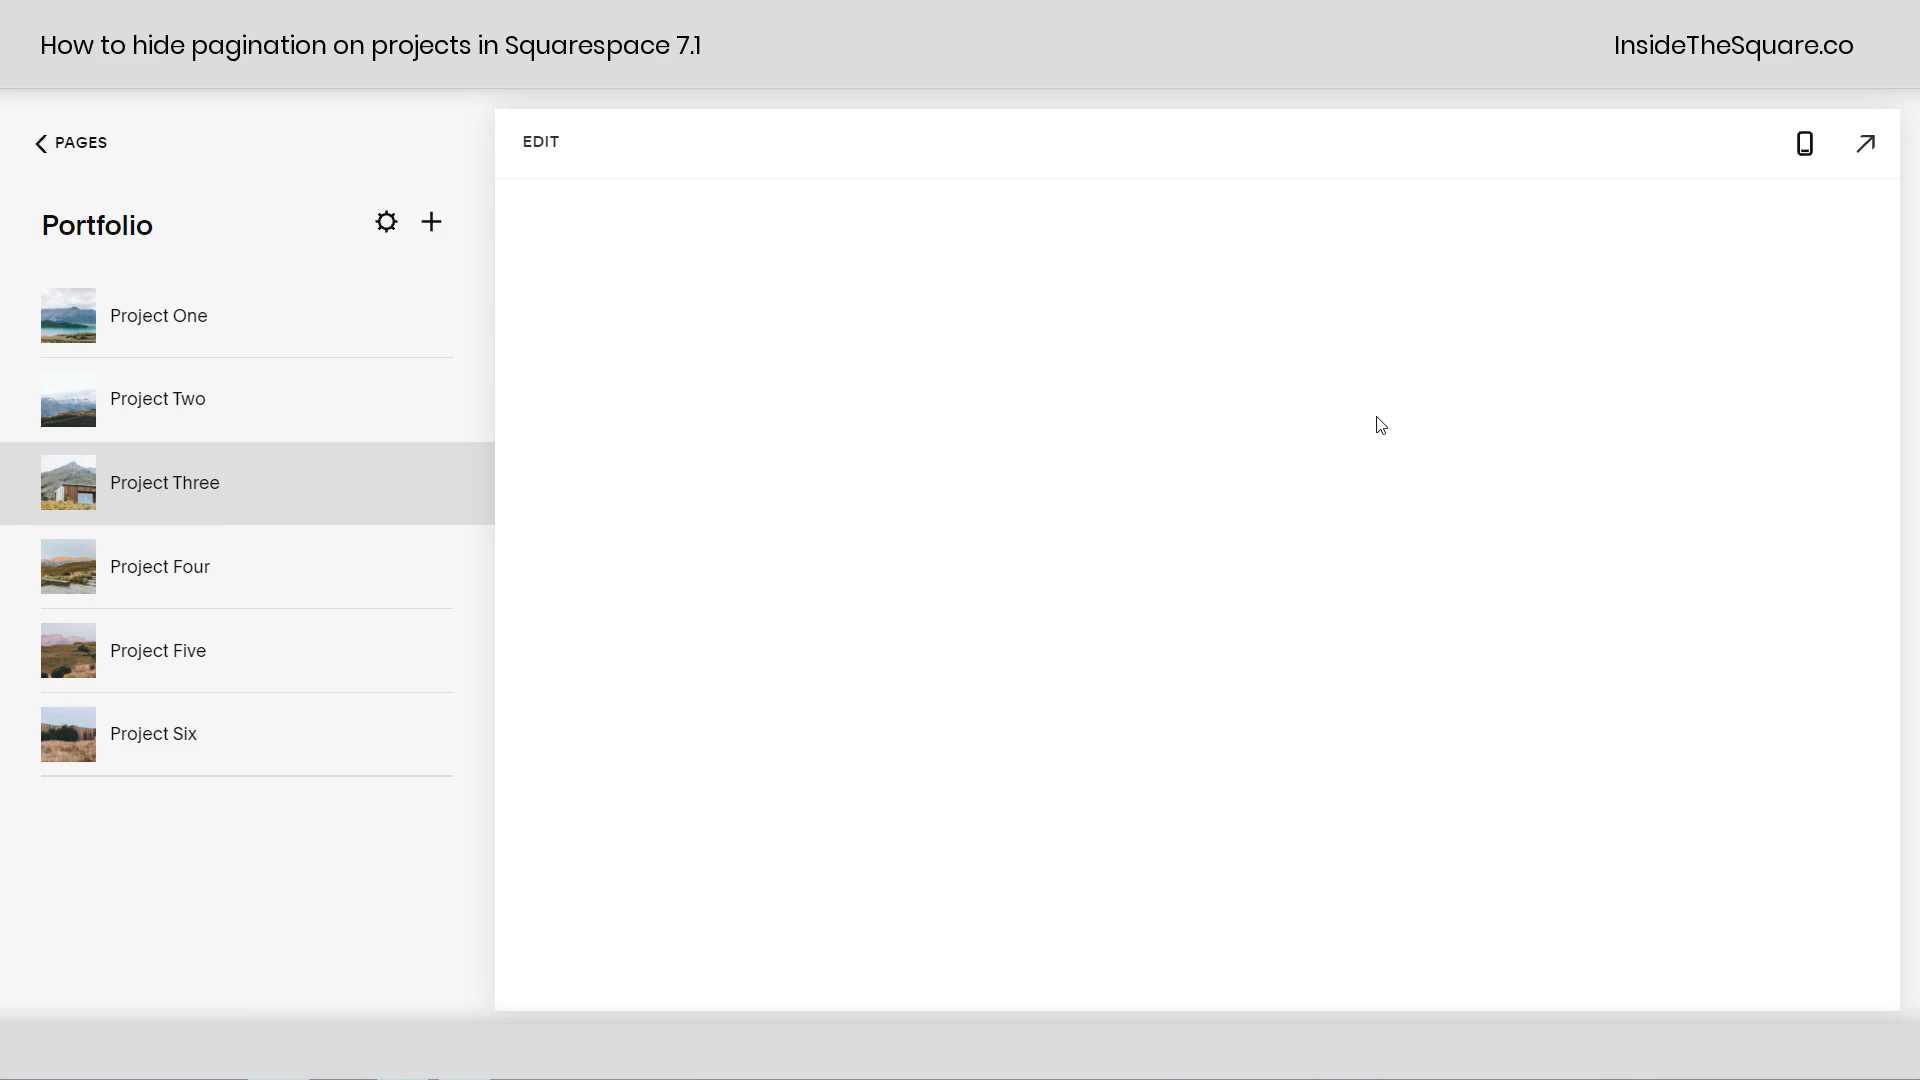 How to hide pagination on projects in Squarespace 7.1
InsideTheSquare.co
PAGES
EDIT
Portfolio
Project One
Project Two
Project Three
Project Four
Project Five
Project Six